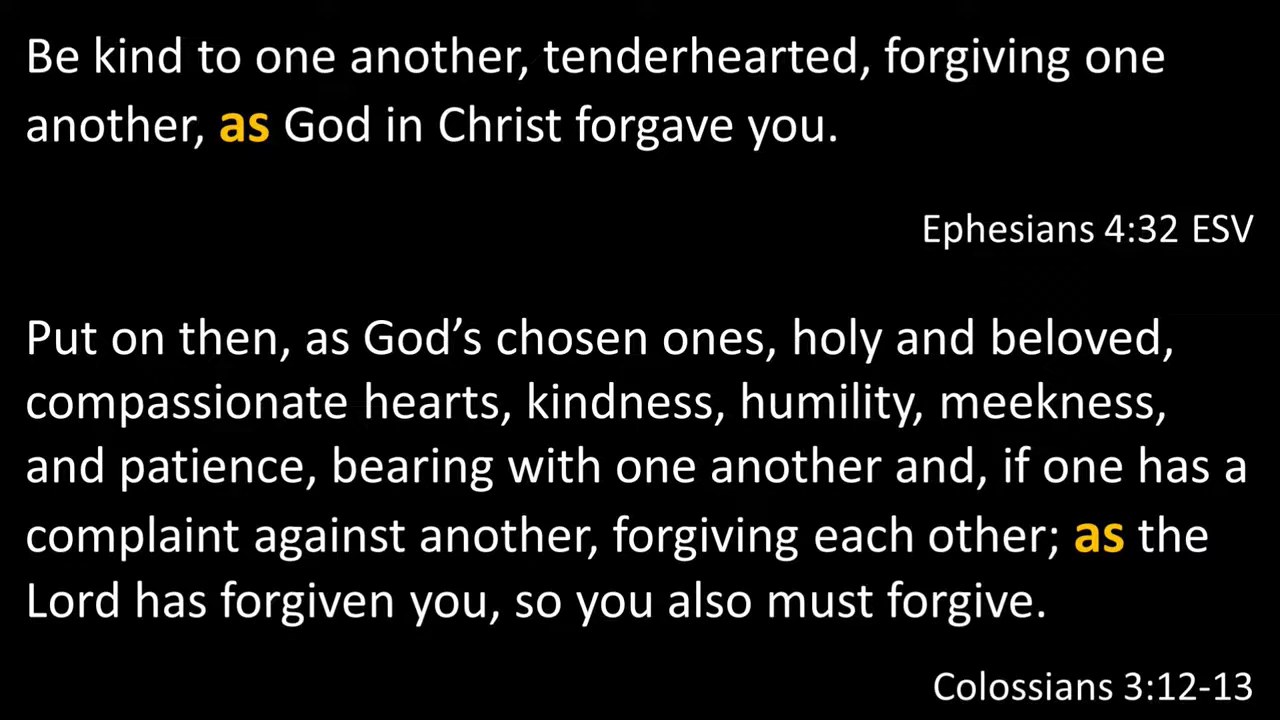 Be kind to one another, tenderhearted, forgiving one
another, as God in Christ forgave you.
Ephesians 4:32 ESV
Put on then, as God’s chosen ones, holy and beloved,
compassionate hearts, kindness, humility, meekness,
and patience, bearing with one another and, if one has a
complaint against another, forgiving each other; as the
Lord has forgiven you, so you also must forgive.
Colossians 3:12-13